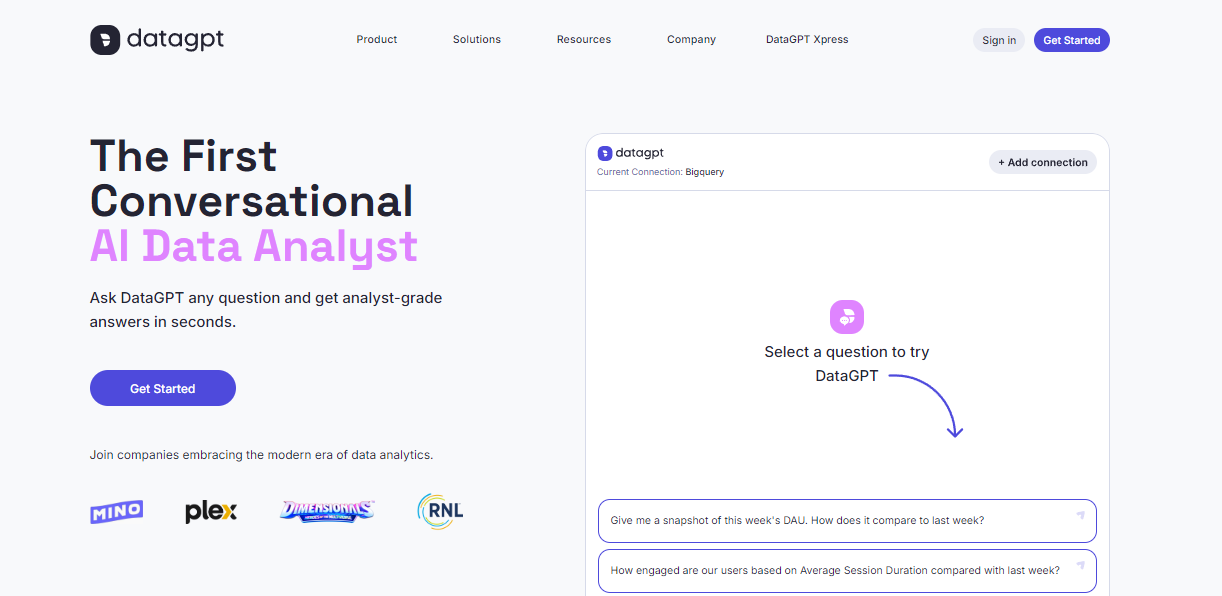 datagpt
Product
Solutions
Resources
Company
DataGPT Xpress
Sign in
Get Started
The First
Conversational
AI Data Analyst
Ask DataGPT any question and get analyst-grade
answers in seconds.
Get Started
Join companies embracing the modern era of data analytics.
MINO
plex
DIMENSIONALS
RNL
datagpt
Current Connection: Bigquery
+ Add connection
Select a question to try
DataGPT
Give me a snapshot of this week's DAU. How does it compare to last week?
How engaged are our users based on Average Session Duration compared with last week?